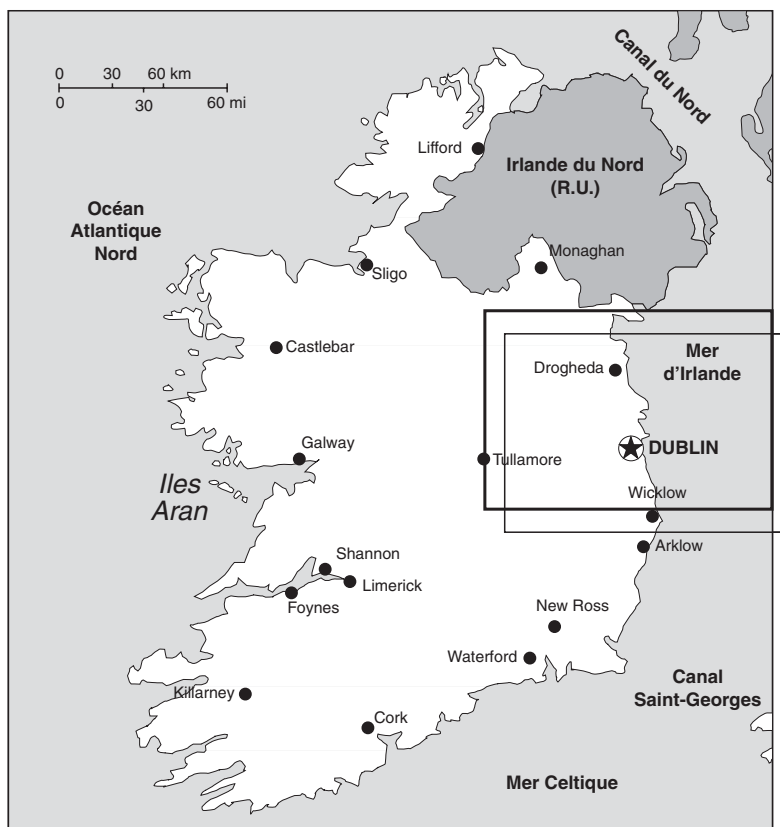 Canal du Nord
0 30 60 km
0 30 60 mi
Lifford
Irlande du Nord
(R.U.)
Océan
Atlantique
Nord
Monaghan
Sligo
Castlebar
Mer
d'Irlande
Drogheda
Galway
DUBLIN
Tullamore
Iles
Aran
Wicklow
Arklow
Shannon
Limerick
Foynes
New Ross
Waterford
Canal
Saint-Georges
Killarney
Cork
Mer Celtique